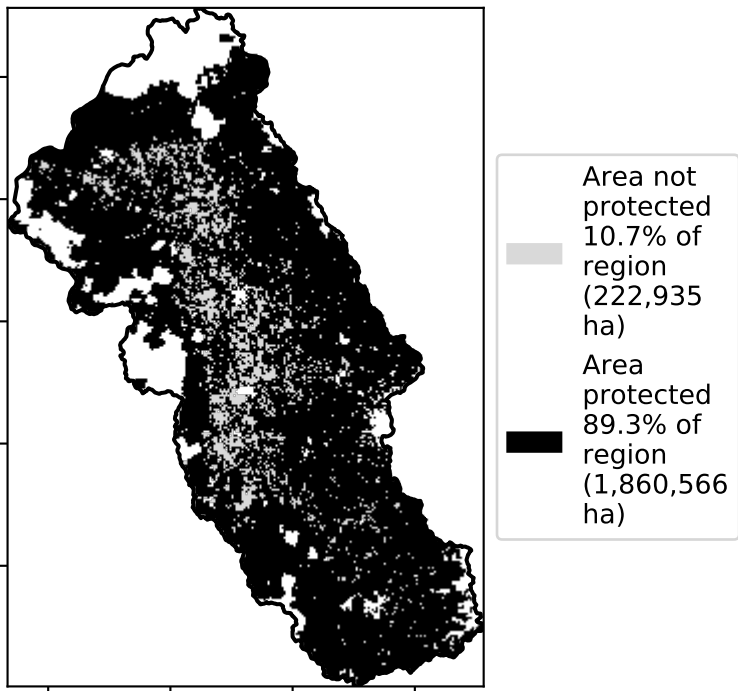 Area not
protected
10.7% of
region
(222,935
ha)
Area
protected
89.3% of
region
(1,860,566
ha)